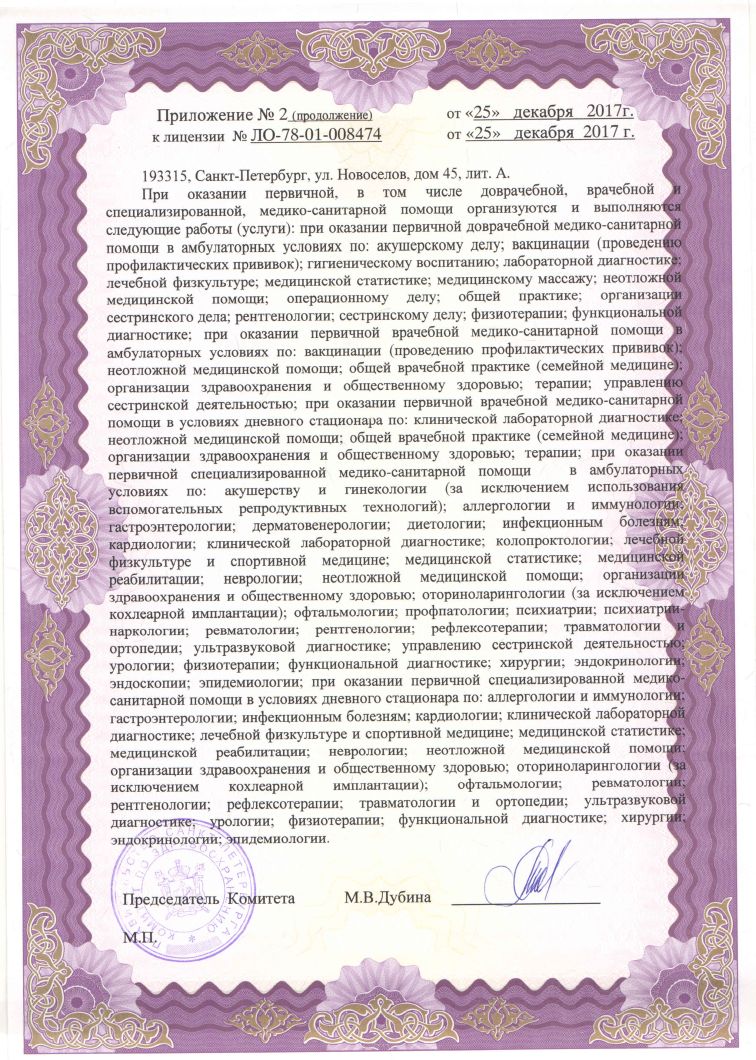 Приложение № 2 (продолжение) от «25» декабря 2017г.
к лицензии № ЛО-78-01-008474 от «25» декабря 2017 г.
193315, Санкт-Петербург, ул. Новоселов, дом 45, лит. А.
При оказании первичной, в том числе доврачебной, врачебной и
специализированной, медико-санитарной помощи организуются и выполняются
следующие работы (услуги): при оказании первичной доврачебной медико-санитарной
помощи в амбулаторных условиях по: акушерскому делу; вакцинации (проведению
профилактических прививок); гигиеническому воспитанию; лабораторной диагностике;
лечебной физкультуре; медицинской статистике; медицинскому массажу; неотложной
медицинской помощи; операционному делу; общей практике; организации
сестринского дела; рентгенологии; сестринскому делу; физиотерапии; функциональной
диагностике; при оказании первичной врачебной медико-санитарной помощи в
амбулаторных условиях по: вакцинации (проведению профилактических прививок);
неотложной медицинской помощи; общей врачебной практике (семейной медицине);
организации здравоохранения и общественному здоровью; терапии; управлению
сестринской деятельностью; при оказании первичной врачебной медико-санитарной
помощи в условиях дневного стационара по: клинической лабораторной диагностике;
неотложной медицинской помощи; общей врачебной практике (семейной медицине);
организации здравоохранения и общественному здоровью; терапии; при оказании
первичной специализированной медико-санитарной помощи в амбулаторных
условиях по: акушерству и гинекологии (за исключением использования
вспомогательных репродуктивных технологий); аллергологии и иммунологии;
гастроэнтерологии; дерматовенерологии; диетологии; инфекционным болезням;
кардиологии; клинической лабораторной диагностике; колопроктологии; лечебной
физкультуре и спортивной медицине; медицинской статистике; медицинской
реабилитации; неврологии; неотложной медицинской помощи; организации
здравоохранения и общественному здоровью; оториноларингологии (за исключением
кохлеарной имплантации); офтальмологии; профпатологии; психиатрии; психиатрии-
наркологии; ревматологии; рентгенологии; рефлексотерапии; травматологии и
ортопедии; ультразвуковой диагностике; управлению сестринской деятельностью;
урологии; физиотерапии; функциональной диагностике; хирургии; эндокринологии;
эндоскопии; эпидемиологии; при оказании первичной специализированной медико-
санитарной помощи в условиях дневного стационара по: аллергологии и иммунологии;
гастроэнтерологии; инфекционным болезням; кардиологии; клинической лабораторной
диагностике; лечебной физкультуре и спортивной медицине; медицинской статистике;
медицинской реабилитации; неврологии; неотложной медицинской помощи;
организации здравоохранения и общественному здоровью; оториноларингологии (за
исключением кохлеарной имплантации); офтальмологии; ревматологии;
рентгенологии; рефлексотерапии; травматологии и ортопедии; ультразвуковой
диагностике; урологии; физиотерапии; функциональной диагностике; хирургии;
эндокринологии; эпидемиологии.
Председатель Комитета М.В.Дубина
М.П.
САНКТ-ПЕТЕРБУРГА
КОМИТЕТ ПО ЗДРАВООХРАНЕНИЮ